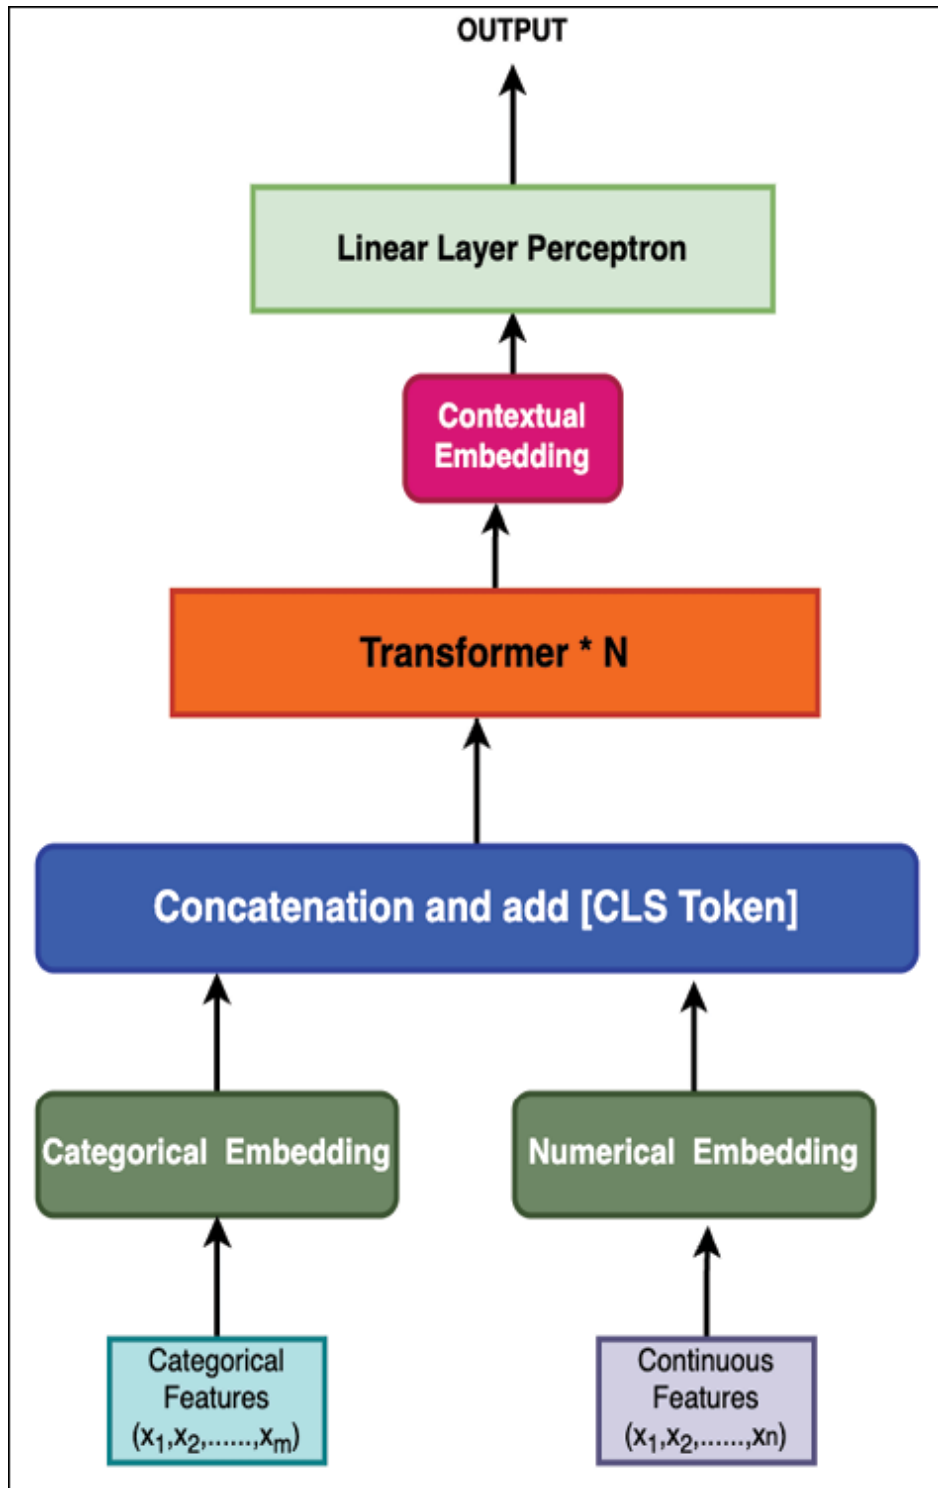 OUTPUT
Linear Layer Perceptron
Contextual
Embedding
Transformer * N
Concatenation and add [CLS Token]
Categorical Embedding
Numerical Embedding
Categorical
Features
(x₁,x₂,......,xₘ)
Continuous
Features
(x₁,x₂,......,xn)